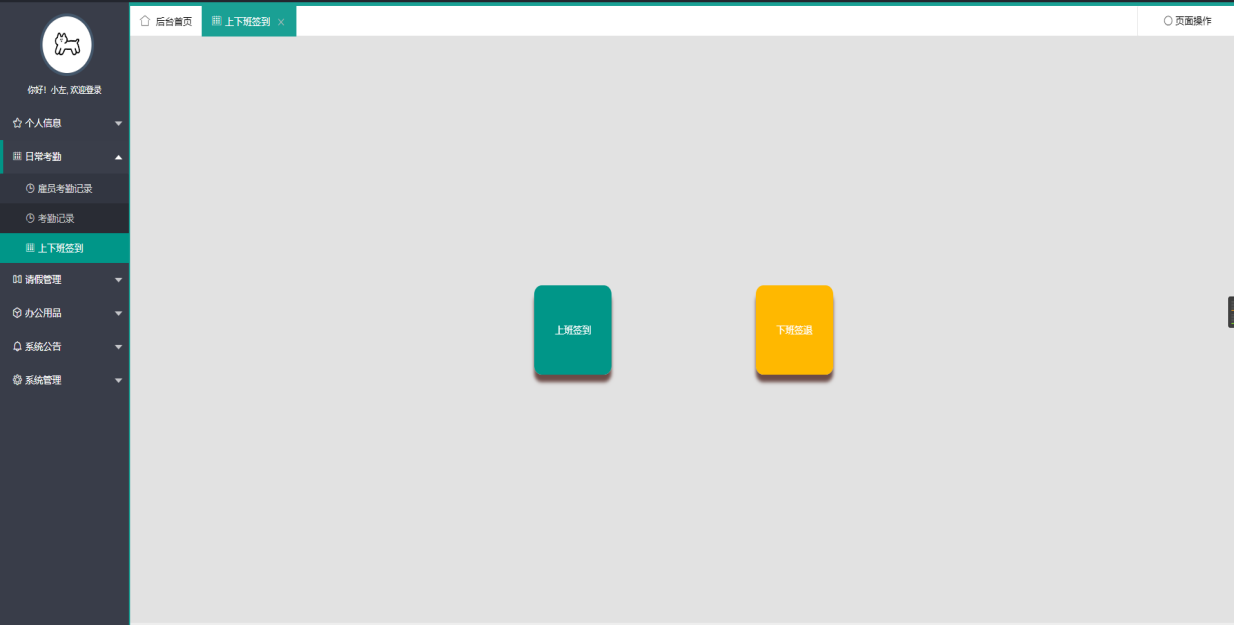 后台首页
上下班签到
页面操作
你好！小左, 欢迎登录
个人信息
日常考勤
雇员考勤记录
考勤记录
上下班签到
请假管理
办公用品
系统公告
系统管理
上班签到
下班签退